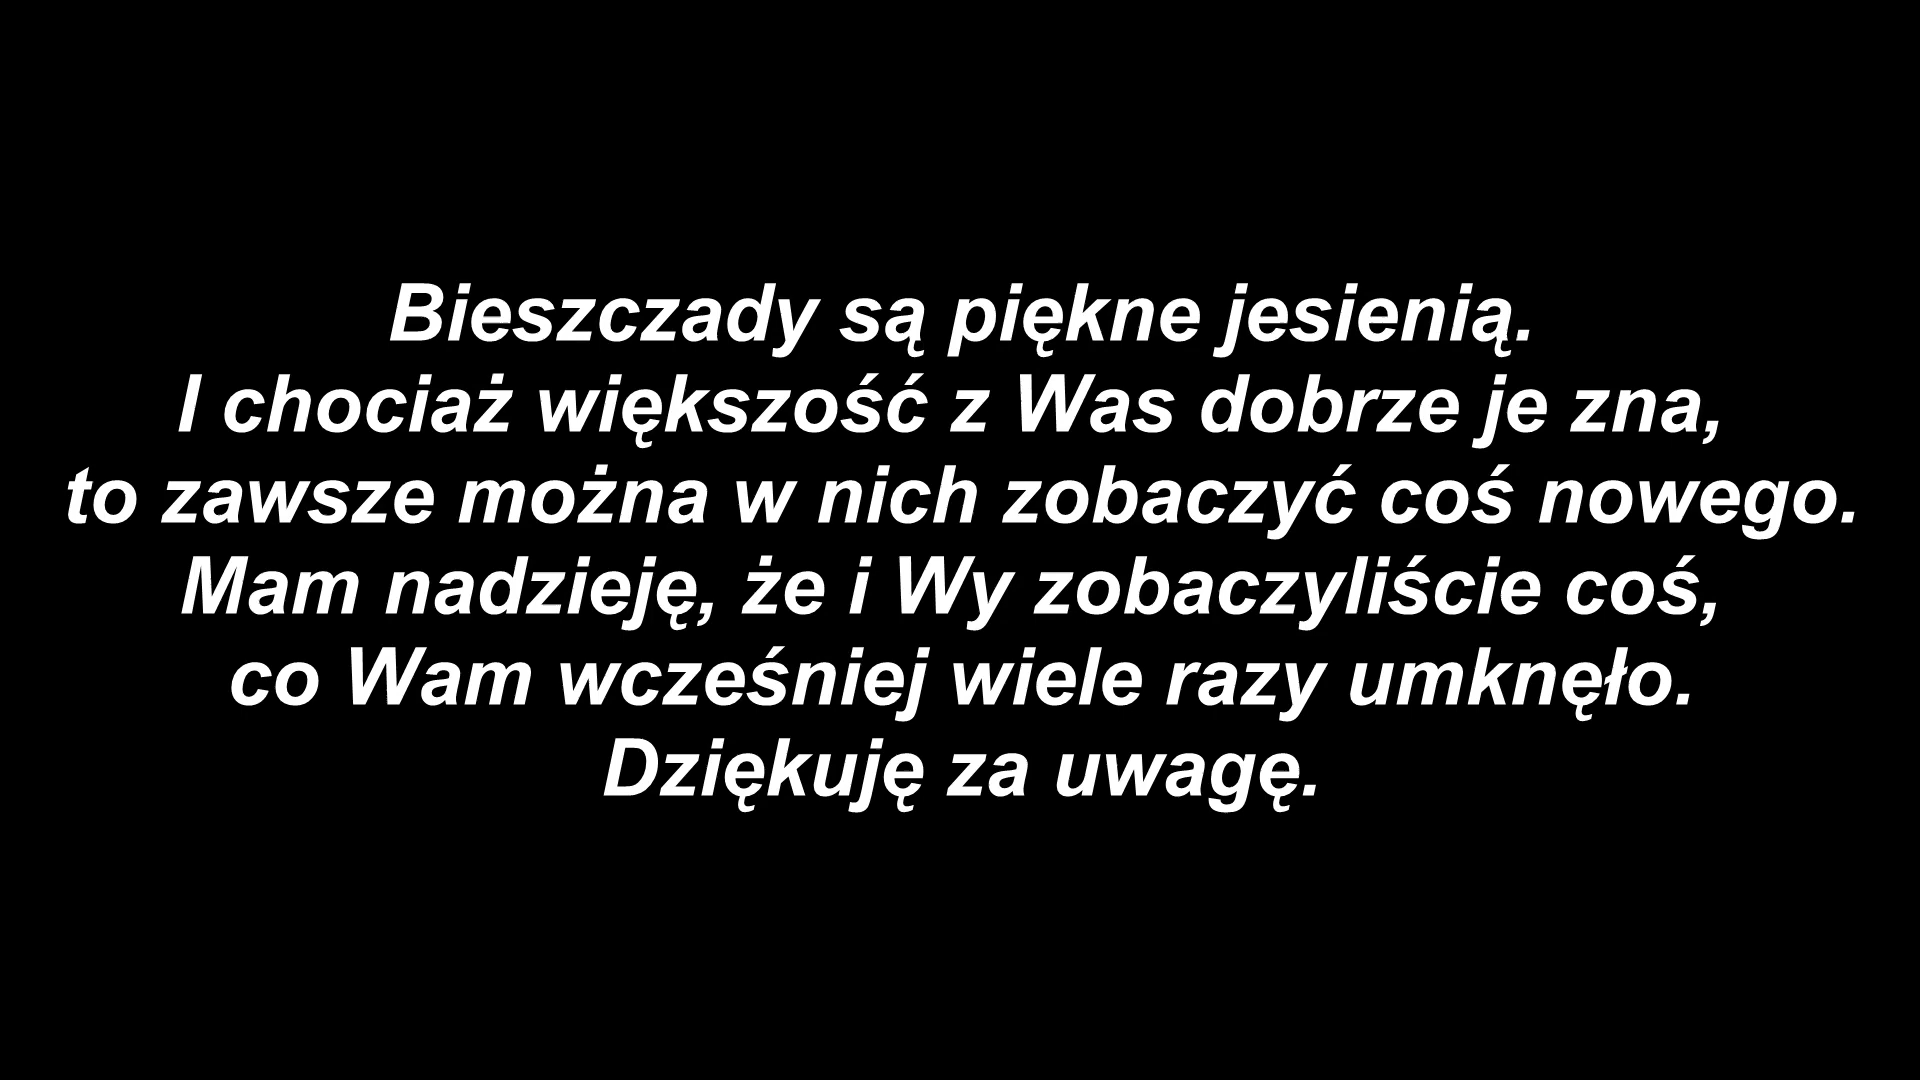 Bieszczady są piękne jesienią.
I chociaż większość z Was dobrze je zna,
to zawsze można w nich zobaczyć coś nowego.
Mam nadzieję, że i Wy zobaczyliście coś,
co Wam wcześniej wiele razy umknęło.
Dziękuję za uwagę.